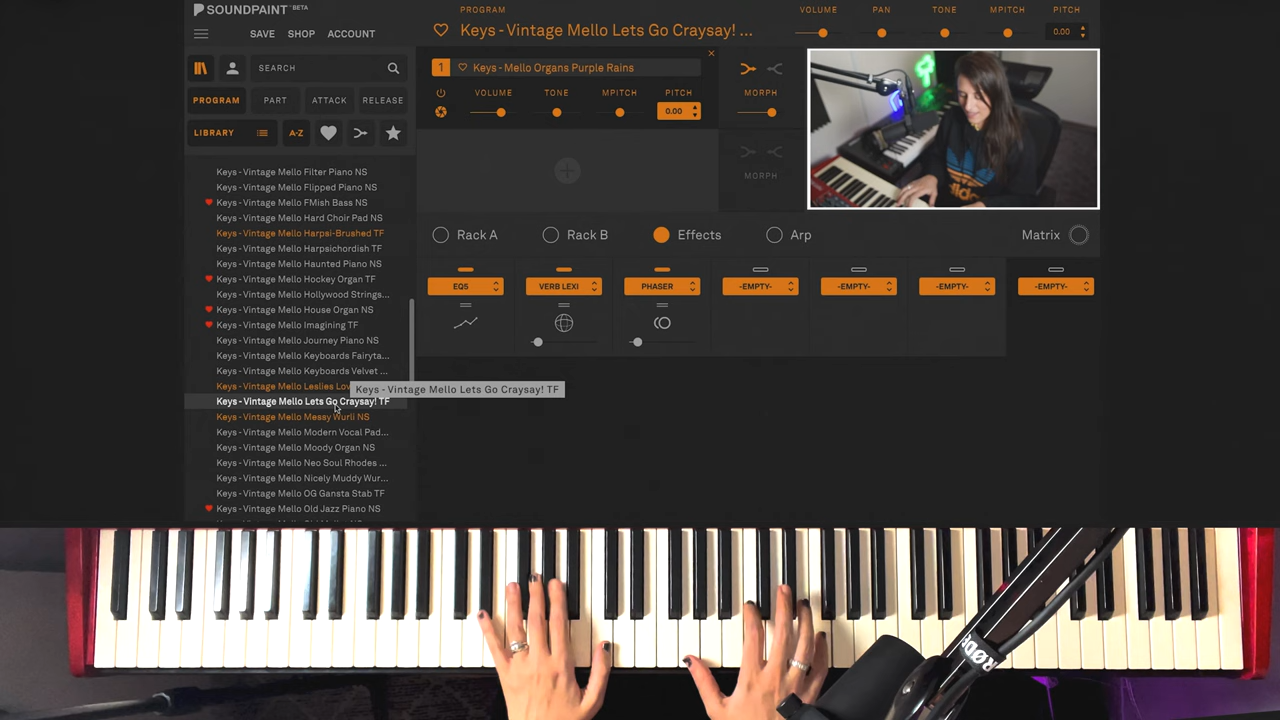 SOUNDPAINT BETA
SAVE SHOP ACCOUNT
SEARCH
PROGRAM PART ATTACK RELEASE
LIBRARY A-Z
Keys - Vintage Mello Filter Piano NS
Keys - Vintage Mello Flipped Piano NS
Keys - Vintage Mello FMish Bass NS
Keys - Vintage Mello Hard Choir Pad NS
Keys - Vintage Mello Harpsi-Brushed TF
Keys - Vintage Mello Harpsichordish TF
Keys - Vintage Mello Haunted Piano NS
Keys - Vintage Mello Hockey Organ TF
Keys - Vintage Mello Hollywood Strings...
Keys - Vintage Mello House Organ NS
Keys - Vintage Mello Imagining TF
Keys - Vintage Mello Journey Piano NS
Keys - Vintage Mello Keyboards Fairyta...
Keys - Vintage Mello Keyboards Velvet ...
Keys - Vintage Mello Leslies Lov
Keys - Vintage Mello Lets Go Craysay! TF
Keys - Vintage Mello Lets Go Craysay! TF
Keys - Vintage Mello Messy Wurli NS
Keys - Vintage Mello Modern Vocal Pad...
Keys - Vintage Mello Moody Organ NS
Keys - Vintage Mello Neo Soul Rhodes ...
Keys - Vintage Mello Nicely Muddy Wur...
Keys - Vintage Mello OG Gansta Stab TF
Keys - Vintage Mello Old Jazz Piano NS
PROGRAM
Keys - Vintage Mello Lets Go Craysay! ...
VOLUME PAN TONE MPITCH PITCH
0.00
1 Keys - Mello Organs Purple Rains
VOLUME TONE MPITCH PITCH
0.00
MORPH
MORPH
Rack A Rack B Effects Arp Matrix
EQ5 VERB LEXI PHASER -EMPTY- -EMPTY- -EMPTY- -EMPTY-
adidas
RØDE